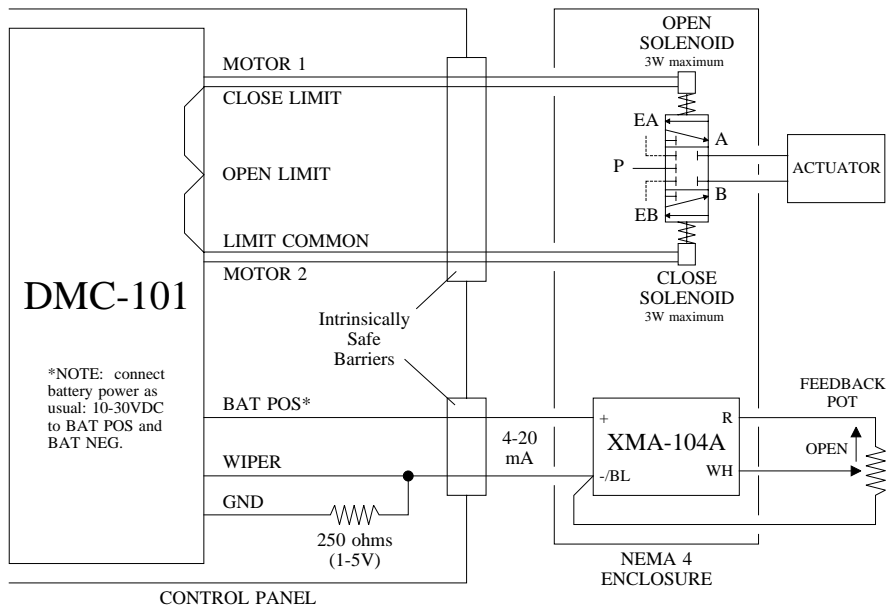 OPEN
SOLENOID
3W maximum
MOTOR 1
CLOSE LIMIT
EA
A
OPEN LIMIT
P
ACTUATOR
B
EB
LIMIT COMMON
MOTOR 2
CLOSE
SOLENOID
3W maximum
DMC-101
Intrinsically
Safe
Barriers
*NOTE: connect
battery power as
usual: 10-30VDC
to BAT POS and
BAT NEG.
FEEDBACK
POT
BAT POS*
4-20
mA
+
R
XMA-104A
OPEN
WIPER
-/BL
WH
GND
250 ohms
(1-5V)
NEMA 4
ENCLOSURE
CONTROL PANEL